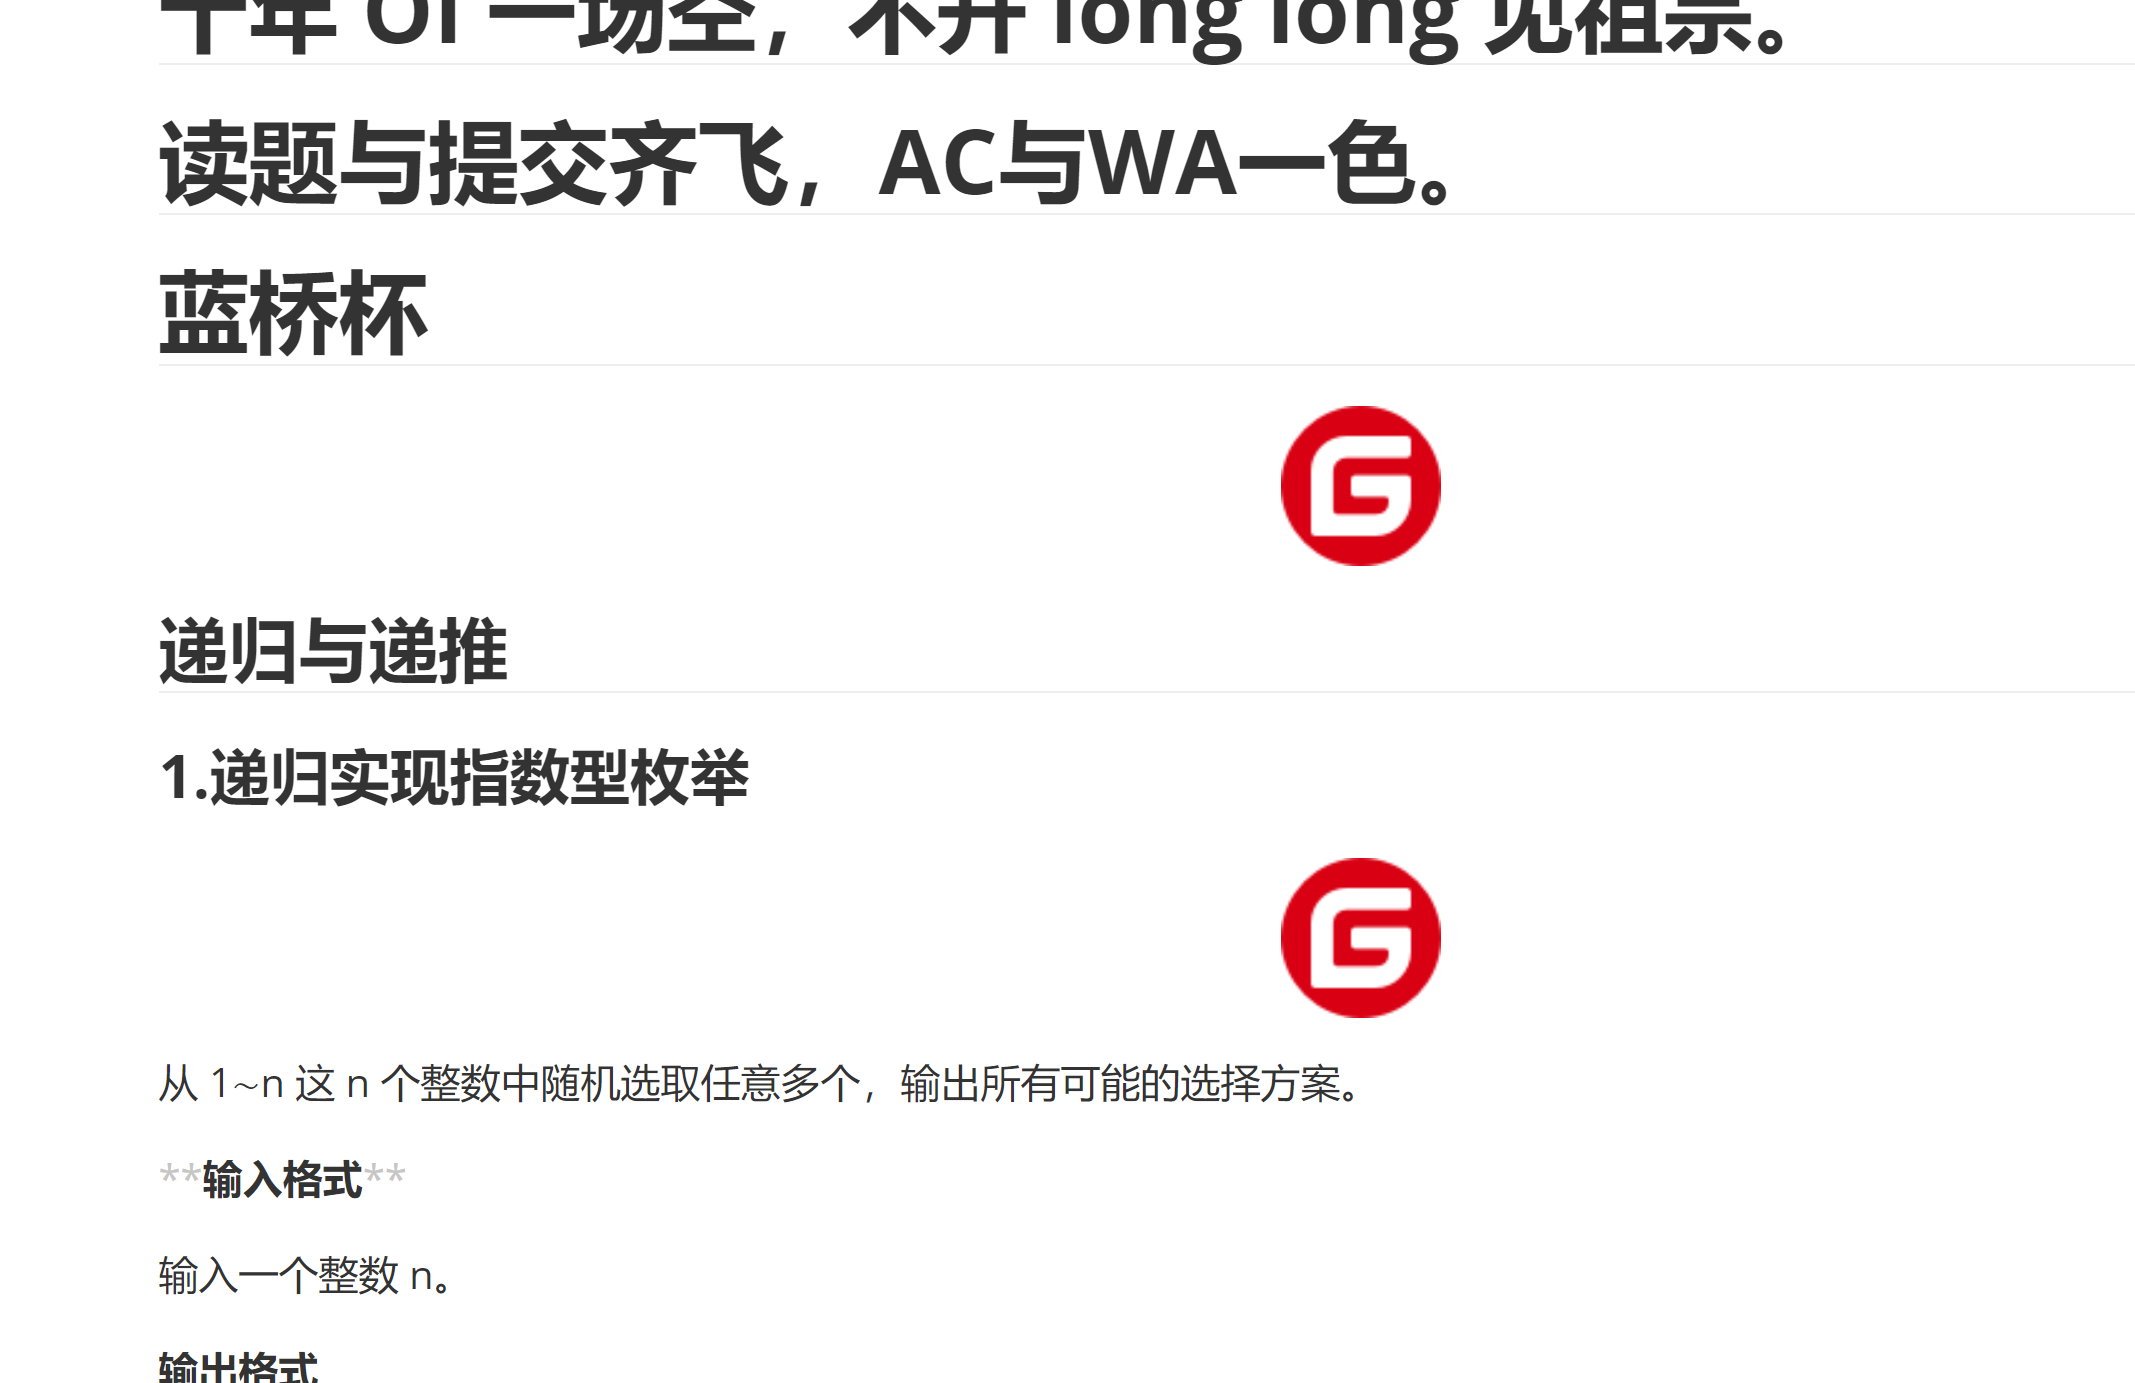 十年 OI 一场空，不开 long long 见祖宗。
读题与提交齐飞，AC与WA一色。
蓝桥杯
G
递归与递推
1.递归实现指数型枚举
G
从 1~n 这 n 个整数中随机选取任意多个，输出所有可能的选择方案。
**输入格式**
输入一个整数 n。
输出格式